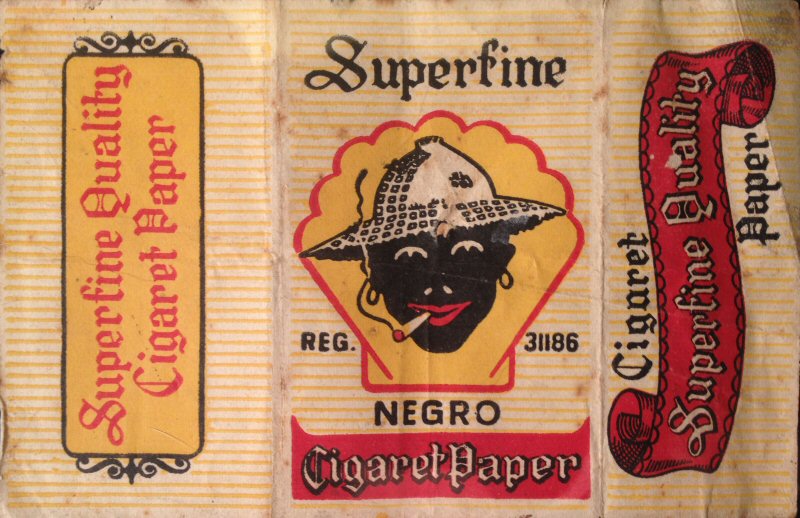 Superfine Quality
Cigaret Paper
Superfine
REG. 31186
NEGRO
Cigaret Paper
Cigaret
Superfine Quality
Paper